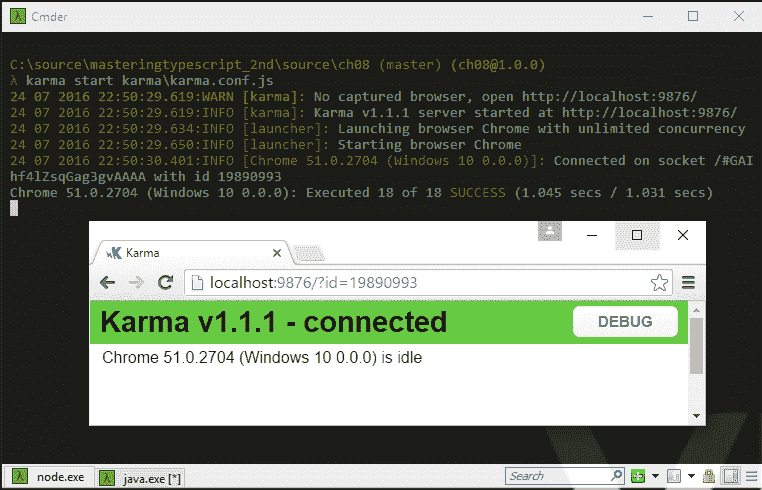 Cmder
C:\source\masteringtypescript_2nd\source\ch08 (master) (ch08@1.0.0)
λ karma start karma\karma.conf.js
24 07 2016 22:50:29.619:WARN [karma]: No captured browser, open http://localhost:9876/
24 07 2016 22:50:29.619:INFO [karma]: Karma v1.1.1 server started at http://localhost:9876/
24 07 2016 22:50:29.634:INFO [launcher]: Launching browser Chrome with unlimited concurrency
24 07 2016 22:50:29.650:INFO [launcher]: Starting browser Chrome
24 07 2016 22:50:30.401:INFO [Chrome 51.0.2704 (Windows 10 0.0.0)]: Connected on socket /#GAI
hf4lZsqGag3gvAAAA with id 19890993
Chrome 51.0.2704 (Windows 10 0.0.0): Executed 18 of 18 SUCCESS (1.045 secs / 1.031 secs)
Karma
localhost:9876/?id=19890993
Karma v1.1.1 - connected
DEBUG
Chrome 51.0.2704 (Windows 10 0.0.0) is idle
node.exe
java.exe [*]
Search